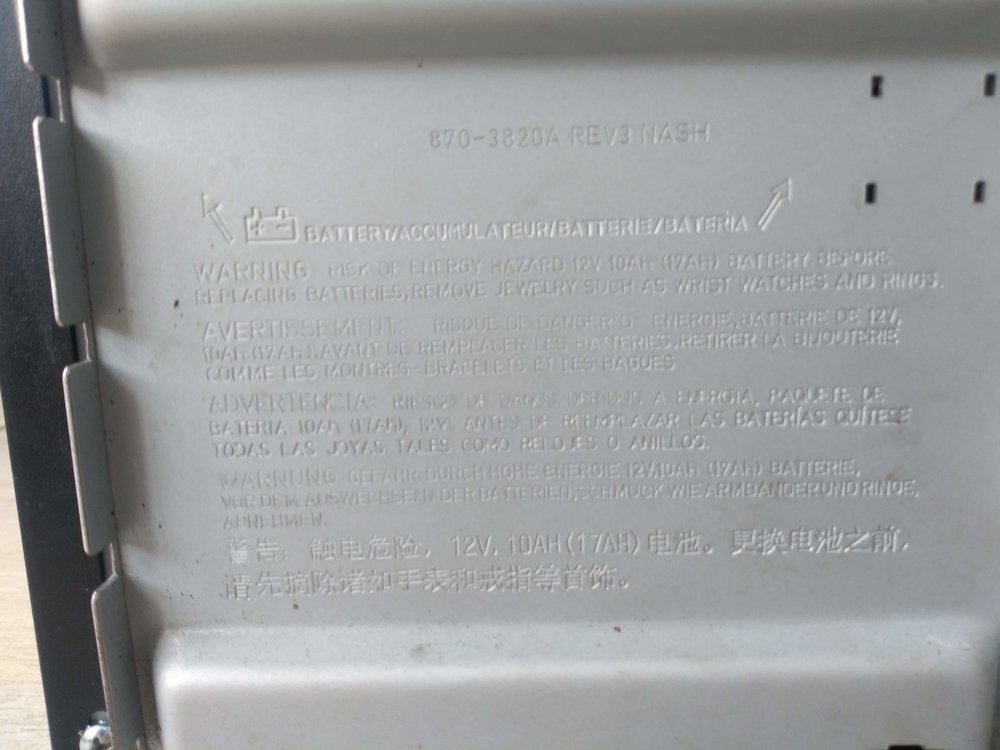 870-3820A REV3 NASH
BATTERY/ACCUMULATEUR/BATTERIE/BATERIA
WARNING RISK OF ENERGY HAZARD 12V 10AH (17AH) BATTERY BEFORE
REPLACING BATTERIES, REMOVE JEWELRY SUCH AS WRIST WATCHES AND RINGS.
AVERTISSEMENT: RISQUE DE DANGER D' ENERGIE, BATTERIE DE 12V,
10Ah (17Ah). AVANT DE REMPLACER LES BATTERIES, RETIRER LA BIJOUTERIE
COMME LES MONTRES-BRACELETS ET LES BAGUES
ADVERTENCIA: RIESGO DE DANOS DEBIDOS A ENERGIA, PAQUETE DE
BATERIA 10Ah (17AH), 12V. ANTES DE REEMPLAZAR LAS BATERÍAS QUÍTESE
TODAS LAS JOYAS TALES COMO RELOJES O ANILLOS.
WARNUNG: GEFAHR DURCH HOHE ENERGIE, 12V, 10Ah (17Ah) BATTERIE,
VOR DEM AUSWECHSELN DER BATTERIEN, SCHMUCK WIE ARMBANDER UND RINGE,
ABNEHMEN.
警告：触电危险，12V, 10AH(17AH)电池。更换电池之前，
请先摘除诸如手表和戒指等首饰。